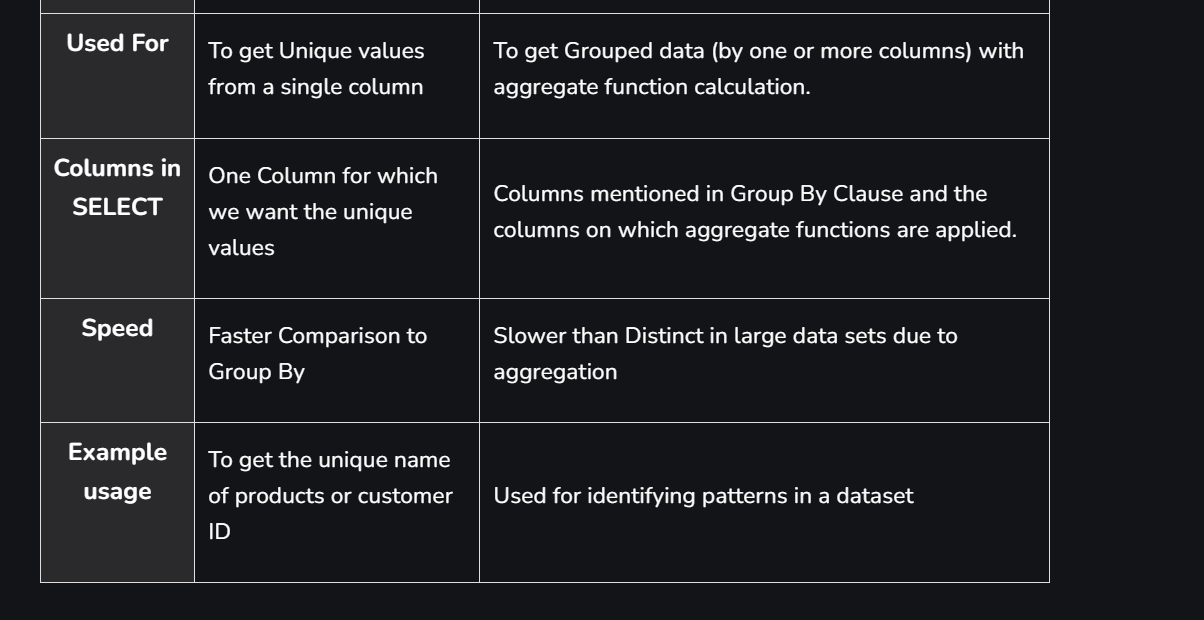 Used For
To get Unique values
from a single column
To get Grouped data (by one or more columns) with
aggregate function calculation.
Columns in
SELECT
One Column for which
we want the unique
values
Columns mentioned in Group By Clause and the
columns on which aggregate functions are applied.
Speed
Faster Comparison to
Group By
Slower than Distinct in large data sets due to
aggregation
Example
usage
To get the unique name
of products or customer
ID
Used for identifying patterns in a dataset